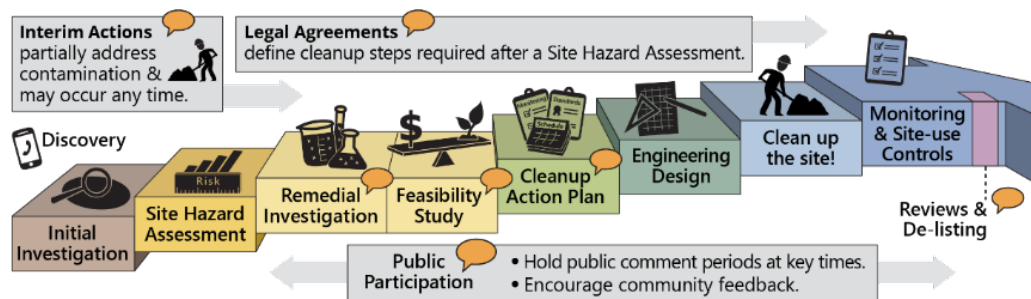 Interim Actions
partially address
contamination &
may occur any time.
Legal Agreements
define cleanup steps required after a Site Hazard Assessment.
Discovery
Initial
Investigation
Risk
Site Hazard
Assessment
Remedial
Investigation
$
Feasibility
Study
Monitoring
Standards
Schedule
Cleanup
Action Plan
Engineering
Design
Clean up
the site!
Monitoring
& Site-use
Controls
Reviews &
De-listing
Public
Participation
• Hold public comment periods at key times.
• Encourage community feedback.